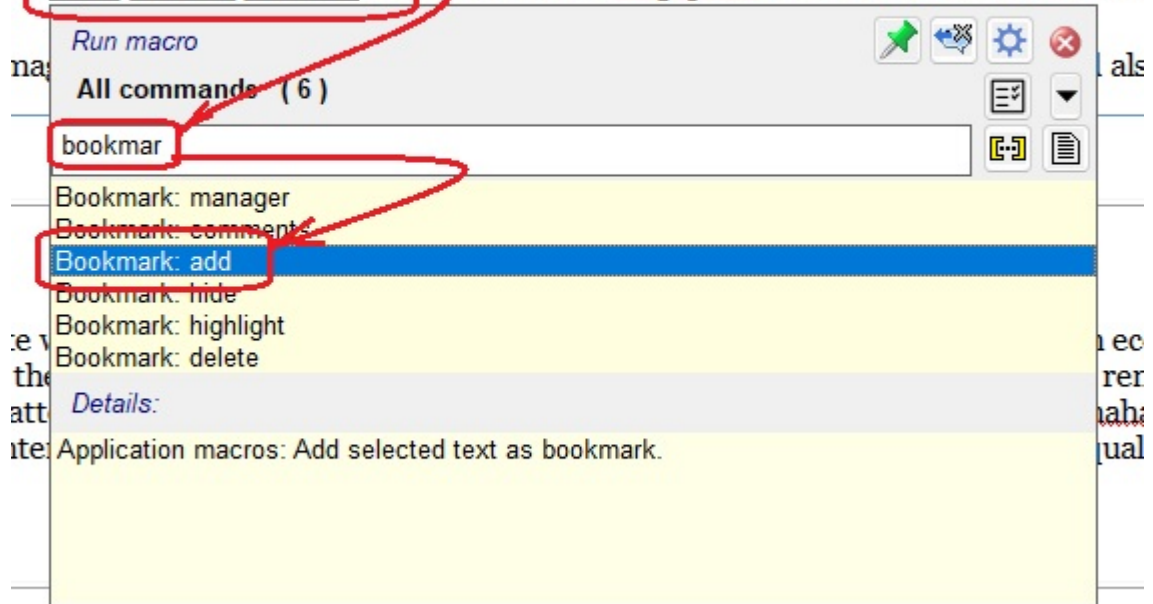 Run macro
All commands ( 6 )
bookmar
Bookmark: manager
Bookmark: comments
Bookmark: add
Bookmark: hide
Bookmark: highlight
Bookmark: delete
Details:
Application macros: Add selected text as bookmark.